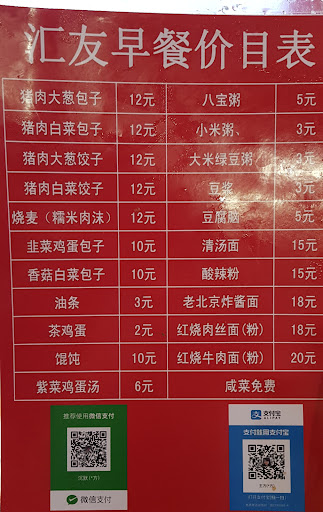 汇友早餐价目表
猪肉大葱包子 12元 八宝粥 5元
猪肉白菜包子 12元 小米粥、 3元
猪肉大葱饺子 12元 大米绿豆粥 3元
猪肉白菜饺子 12元 豆浆 3元
烧麦（糯米肉沫） 12元 豆腐脑 5元
韭菜鸡蛋包子 10元 清汤面 15元
香菇白菜包子 10元 酸辣粉 15元
油条 3元 老北京炸酱面 18元
茶鸡蛋 2元 红烧肉丝面(粉) 18元
馄饨 10元 红烧牛肉面(粉) 20元
紫菜鸡蛋汤 6元 咸菜免费
推荐使用微信支付
微信支付
支付宝
ALIPAY
支付就用支付宝